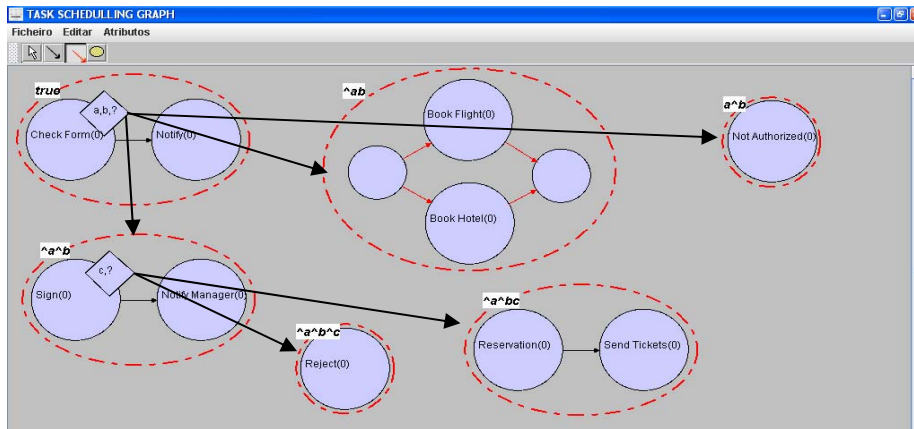 TASK SCHEDULLING GRAPH
Ficheiro Editar Atributos
true
a,b,?
Check Form(0)
Notify(0)
^ab
Book Flight(0)
Book Hotel(0)
a^b
Not Authorized(0)
^a^b
c,?
Sign(0)
Notify Manager(0)
^a^b^c
Reject(0)
^a^bc
Reservation(0)
Send Tickets(0)